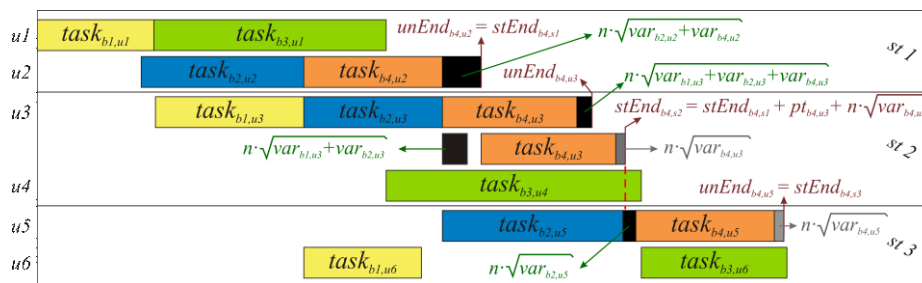 unEnd_{b4,u2} = stEnd_{b4,s1}
n·√(var_{b2,u2}+var_{b4,u2})
u1 task_{b1,u1} task_{b3,u1} st 1
u2 task_{b2,u2} task_{b4,u2}
unEnd_{b4,u3}
n·√(var_{b1,u3}+var_{b2,u3}+var_{b4,u3})
u3 task_{b1,u3} task_{b2,u3} task_{b4,u3}
stEnd_{b4,s2} = stEnd_{b4,s1} + pt_{b4,u3} + n·√(var_{b4,u
st 2
n·√(var_{b1,u3}+var_{b2,u3}) task_{b4,u3} n·√(var_{b4,u3})
u4 task_{b3,u4}
unEnd_{b4,u5} = stEnd_{b4,s3}
u5 task_{b2,u5} task_{b4,u5} n·√(var_{b4,u5})
st 3
u6 task_{b1,u6} n·√(var_{b2,u5}) task_{b3,u6}